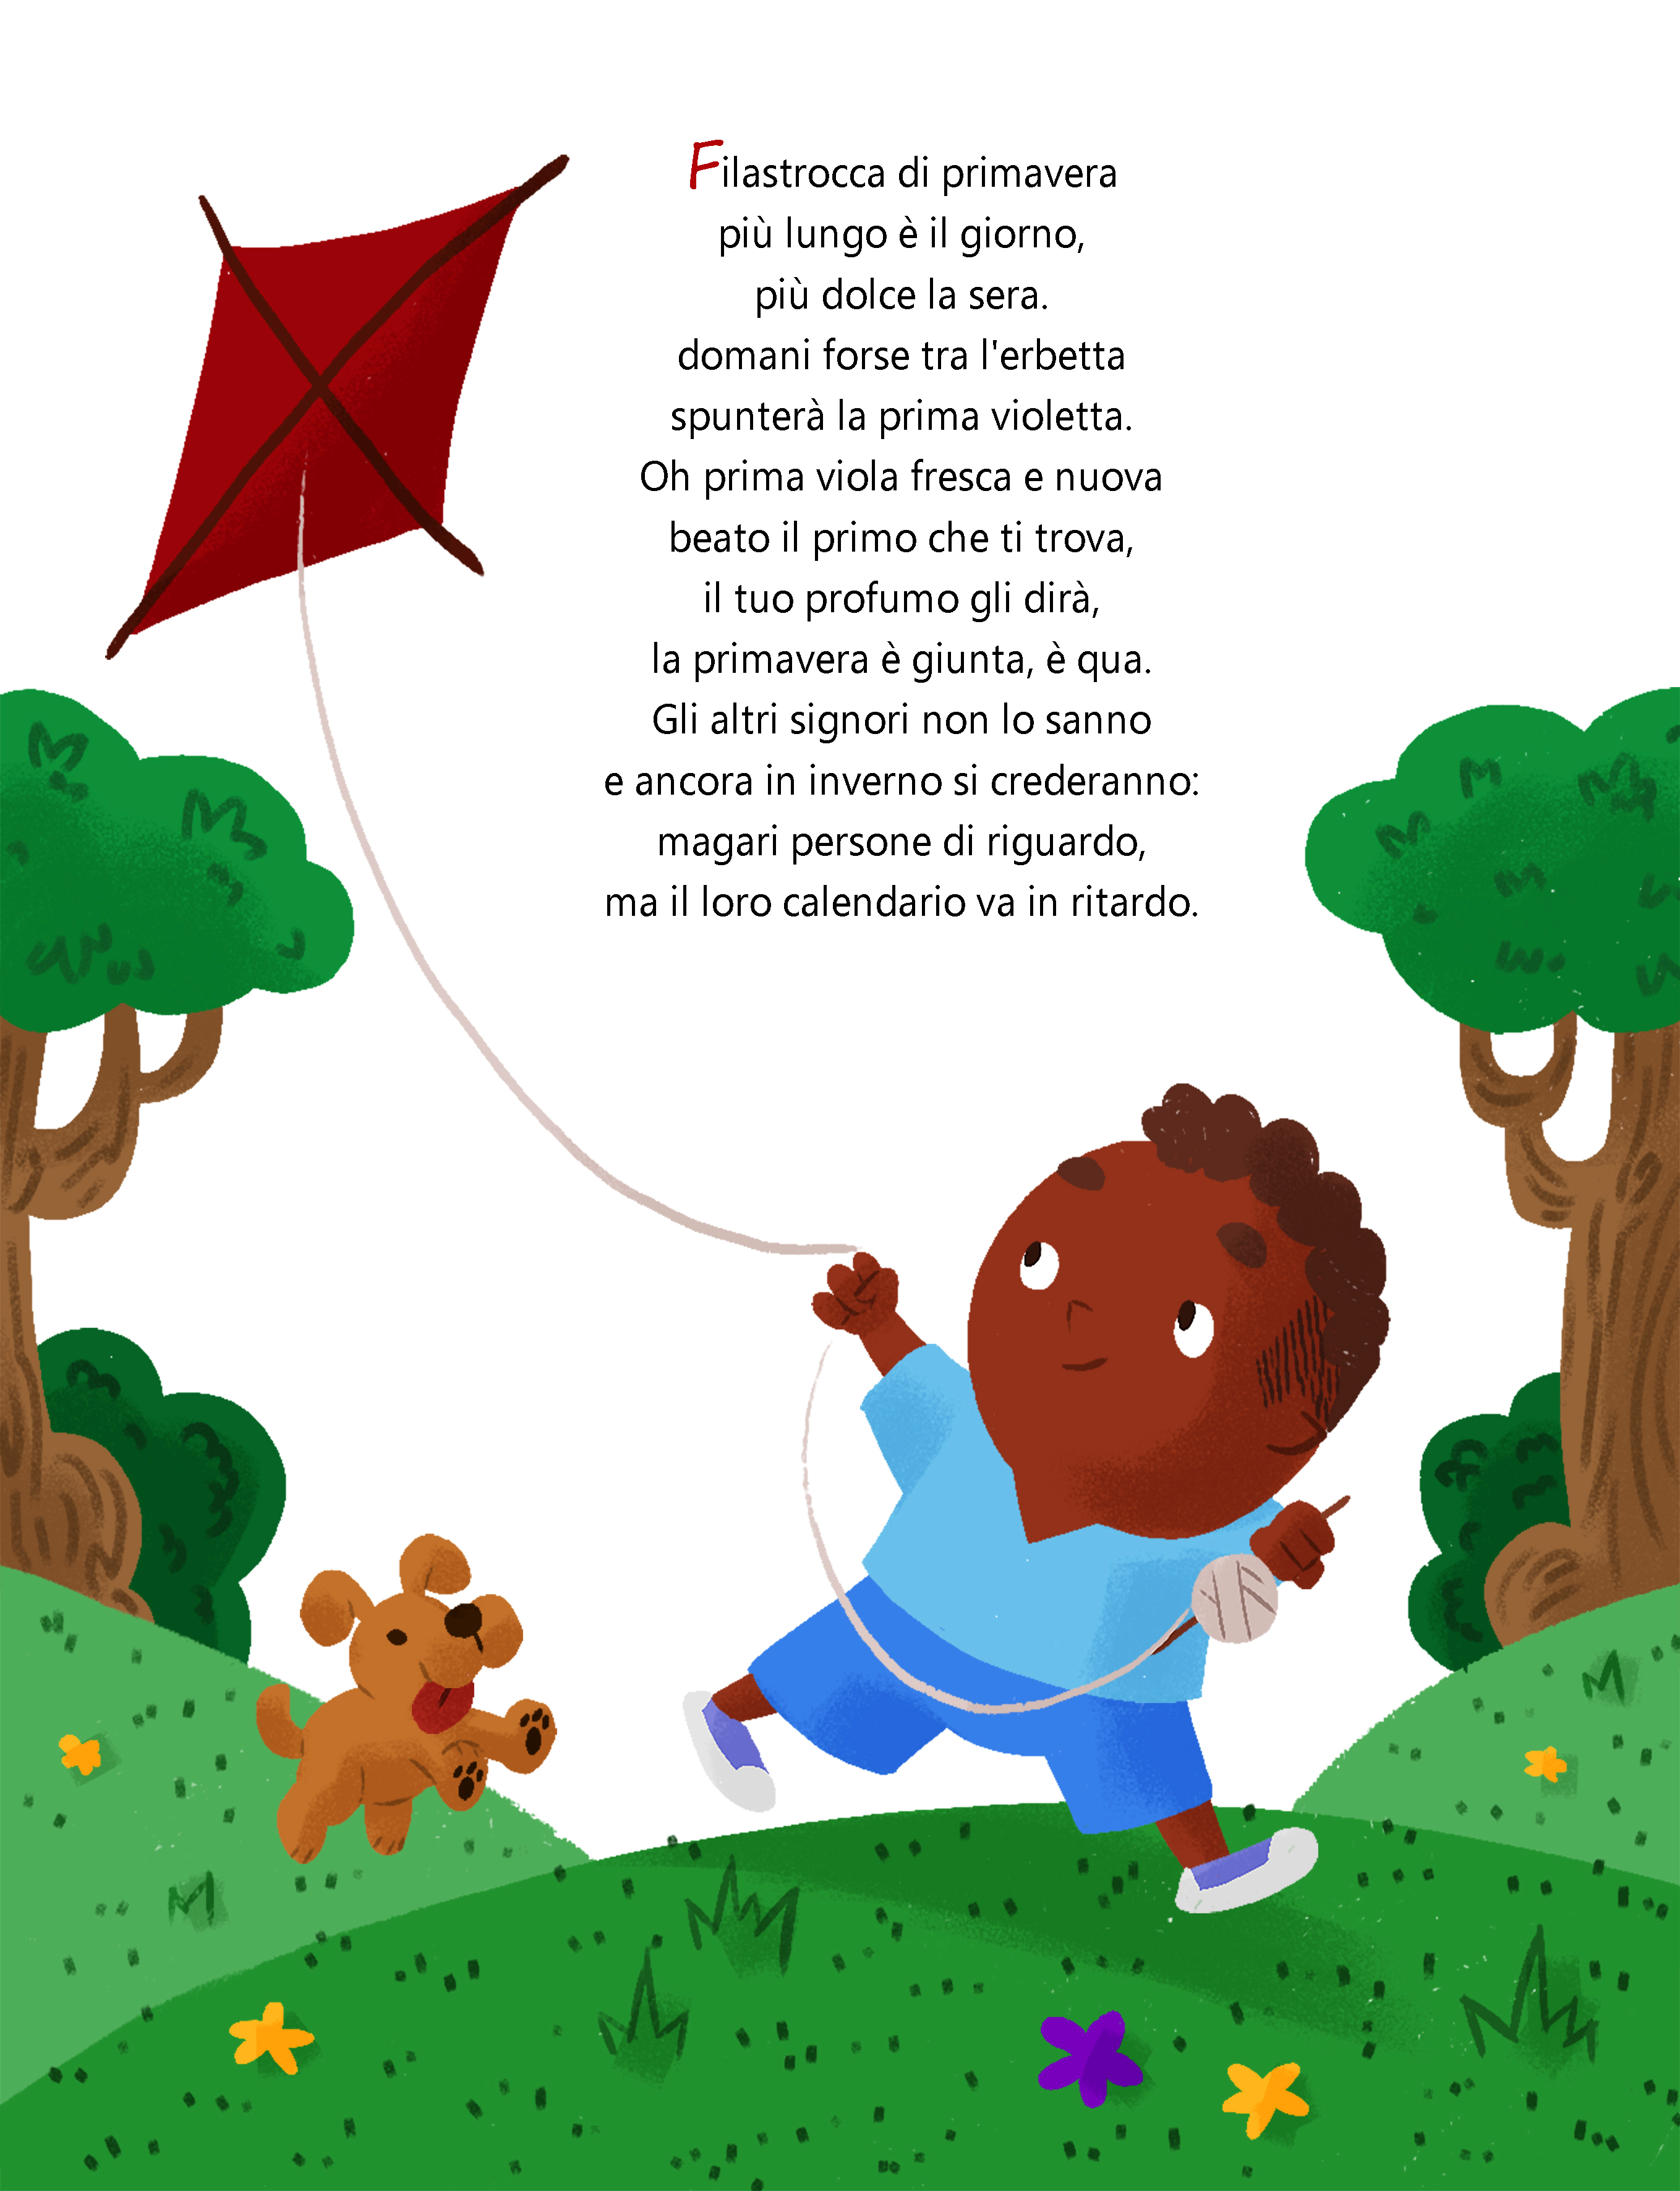 Filastrocca di primavera
più lungo è il giorno,
più dolce la sera.
domani forse tra l'erbetta
spunterà la prima violetta.
Oh prima viola fresca e nuova
beato il primo che ti trova,
il tuo profumo gli dirà,
la primavera è giunta, è qua.
Gli altri signori non lo sanno
e ancora in inverno si crederanno:
magari persone di riguardo,
ma il loro calendario va in ritardo.